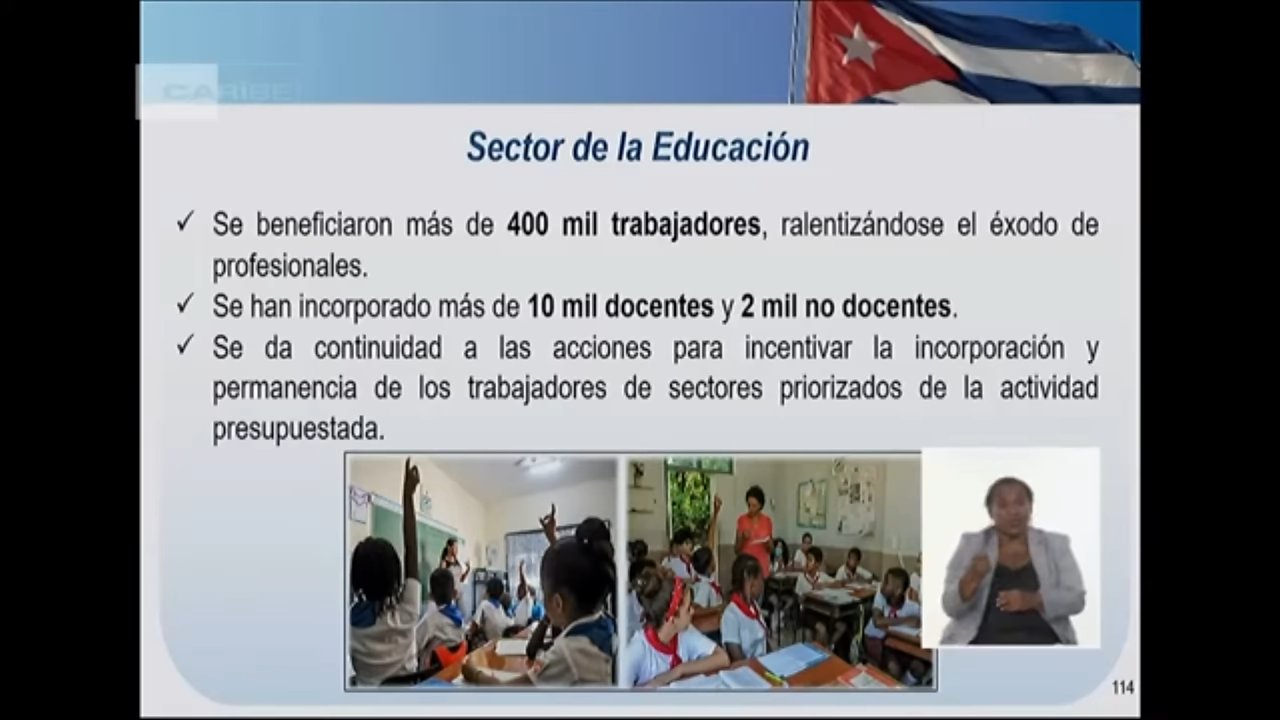 CARIBE
Sector de la Educación
✓ Se beneficiaron más de 400 mil trabajadores, ralentizándose el éxodo de
profesionales.
✓ Se han incorporado más de 10 mil docentes y 2 mil no docentes.
✓ Se da continuidad a las acciones para incentivar la incorporación y
permanencia de los trabajadores de sectores priorizados de la actividad
presupuestada.
114